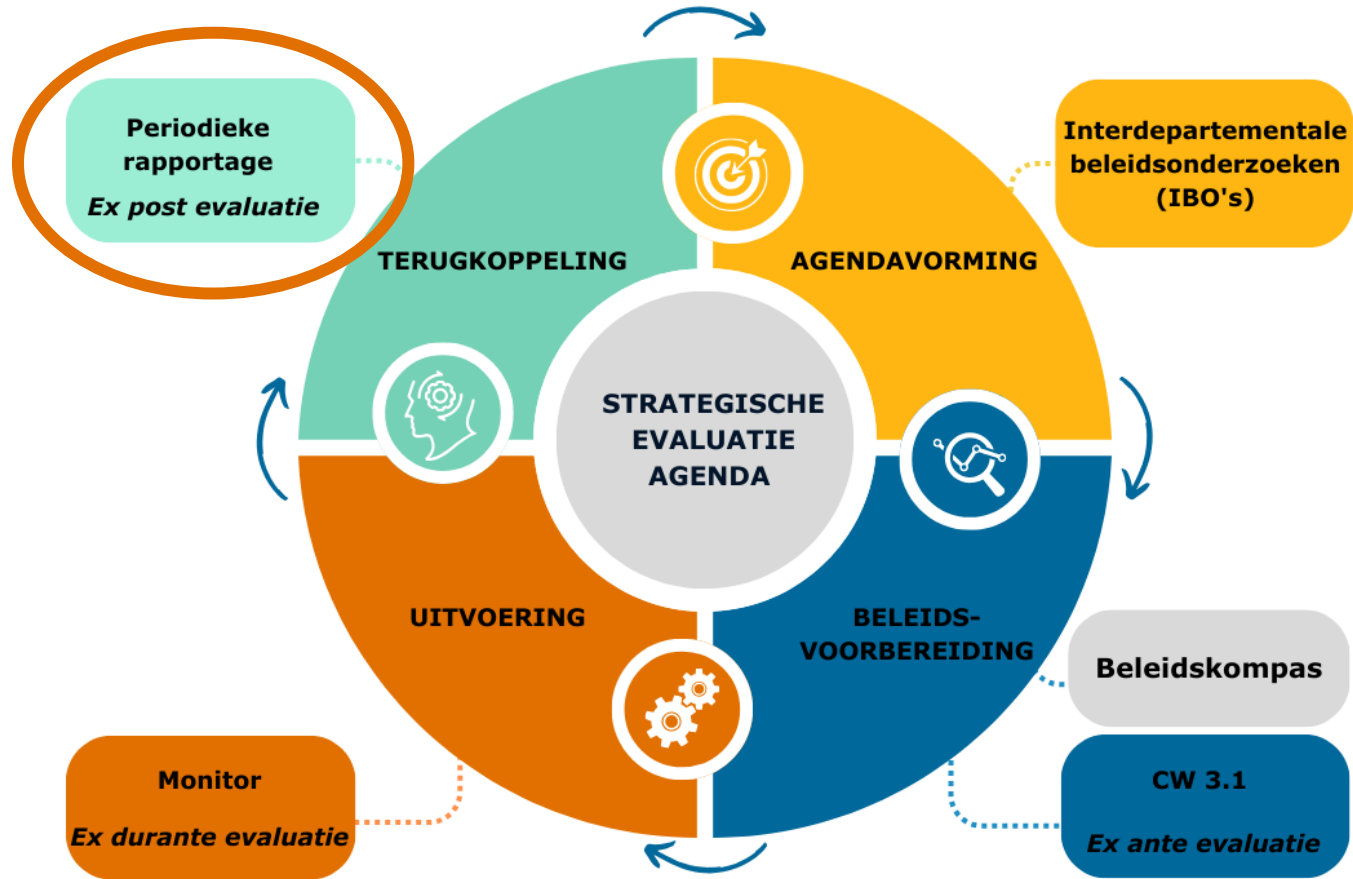 Periodieke
rapportage
Ex post evaluatie
Interdepartementale
beleidsonderzoeken
(IBO's)
TERUGKOPPELING
AGENDAVORMING
STRATEGISCHE
EVALUATIE
AGENDA
UITVOERING
BELEIDS-
VOORBEREIDING
Beleidskompas
Monitor
Ex durante evaluatie
CW 3.1
Ex ante evaluatie